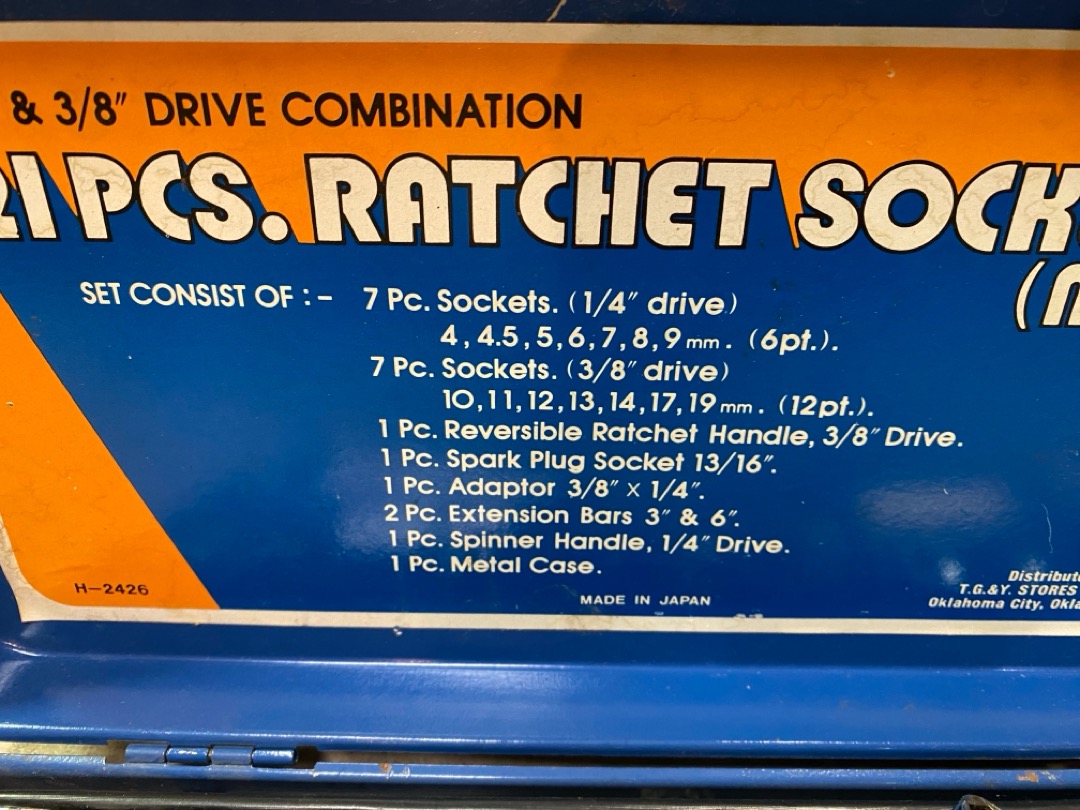 & 3/8″ DRIVE COMBINATION
21 PCS. RATCHET SOCK
(M
SET CONSIST OF :- 7 Pc. Sockets. (1/4″ drive)
4, 4.5, 5, 6, 7, 8, 9 mm. (6pt.).
7 Pc. Sockets. (3/8″ drive)
10, 11, 12, 13, 14, 17, 19 mm. (12pt.).
1 Pc. Reversible Ratchet Handle, 3/8″ Drive.
1 Pc. Spark Plug Socket 13/16″.
1 Pc. Adaptor 3/8″ x 1/4″.
2 Pc. Extension Bars 3″ & 6″.
1 Pc. Spinner Handle, 1/4″ Drive.
1 Pc. Metal Case.
H-2426
MADE IN JAPAN
Distribut
T.G.&Y. STORES
Oklahoma City, Okla